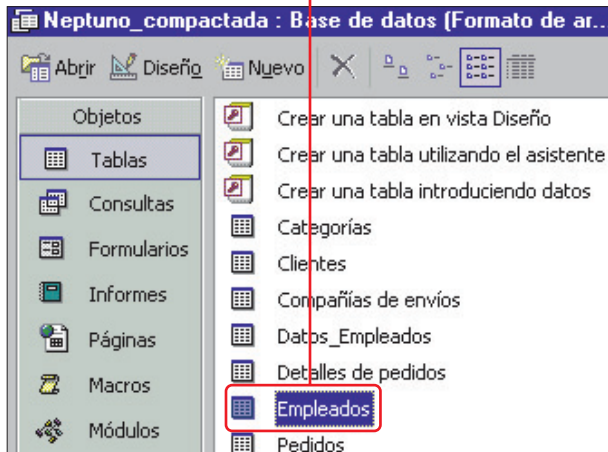 Neptuno_compactada : Base de datos (Formato de ar...
Abrir Diseño Nuevo
Objetos
Tablas
Consultas
Formularios
Informes
Páginas
Macros
Módulos
Crear una tabla en vista Diseño
Crear una tabla utilizando el asistente
Crear una tabla introduciendo datos
Categorías
Clientes
Compañías de envíos
Datos_Empleados
Detalles de pedidos
Empleados
Pedidos